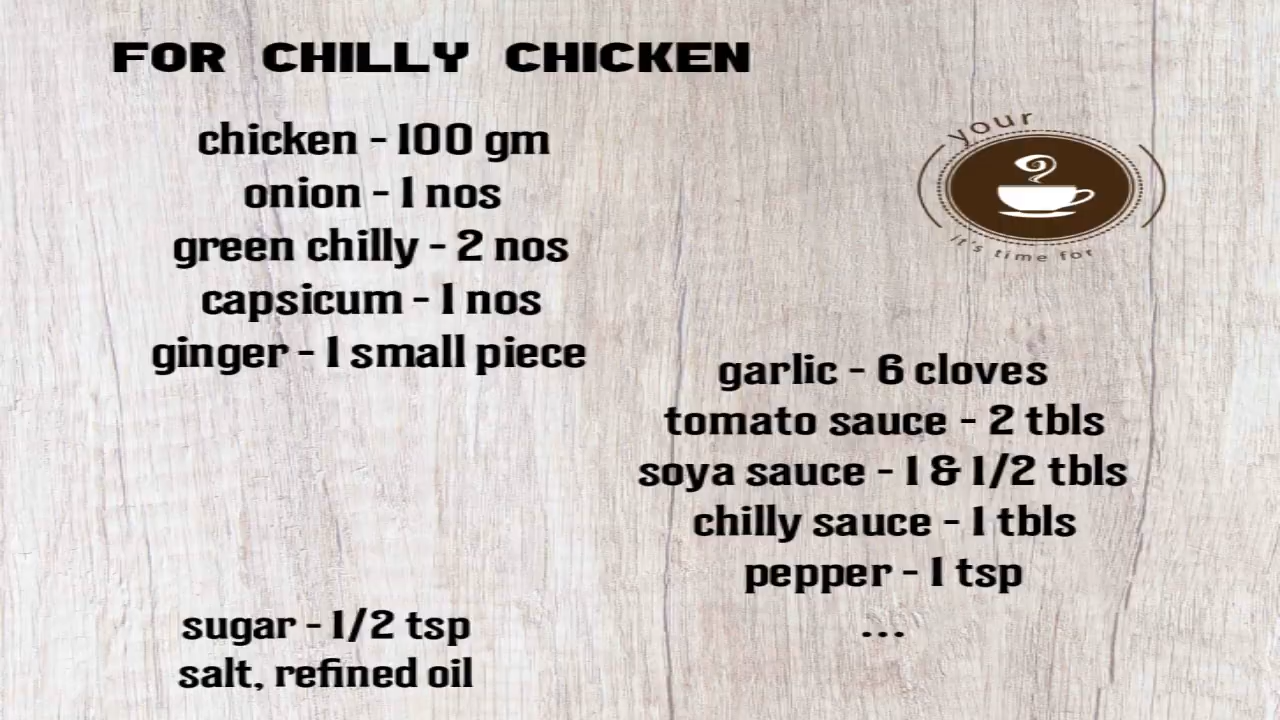 FOR CHILLY CHICKEN
chicken - 100 gm
onion - 1 nos
green chilly - 2 nos
capsicum - 1 nos
ginger - 1 small piece
your
it's time for
garlic - 6 cloves
tomato sauce - 2 tbls
soya sauce - 1 & 1/2 tbls
chilly sauce - 1 tbls
pepper - 1 tsp
...
sugar - 1/2 tsp
salt, refined oil